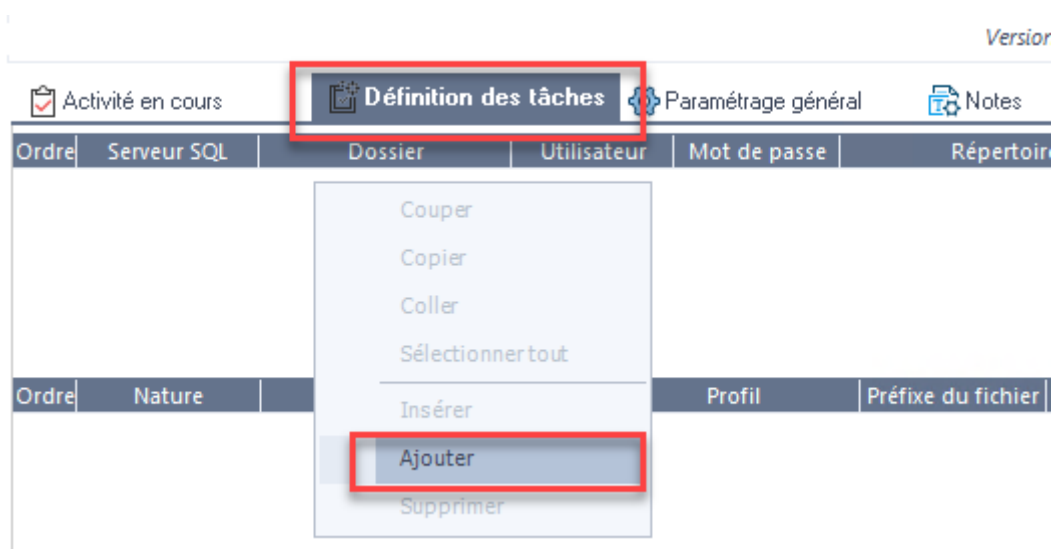 Version
Activité en cours Définition des tâches Paramétrage général Notes
Ordre Serveur SQL Dossier Utilisateur Mot de passe Répertoire
Couper
Copier
Coller
Sélectionner tout
Ordre Nature Profil Préfixe du fichier
Insérer
Ajouter
Supprimer